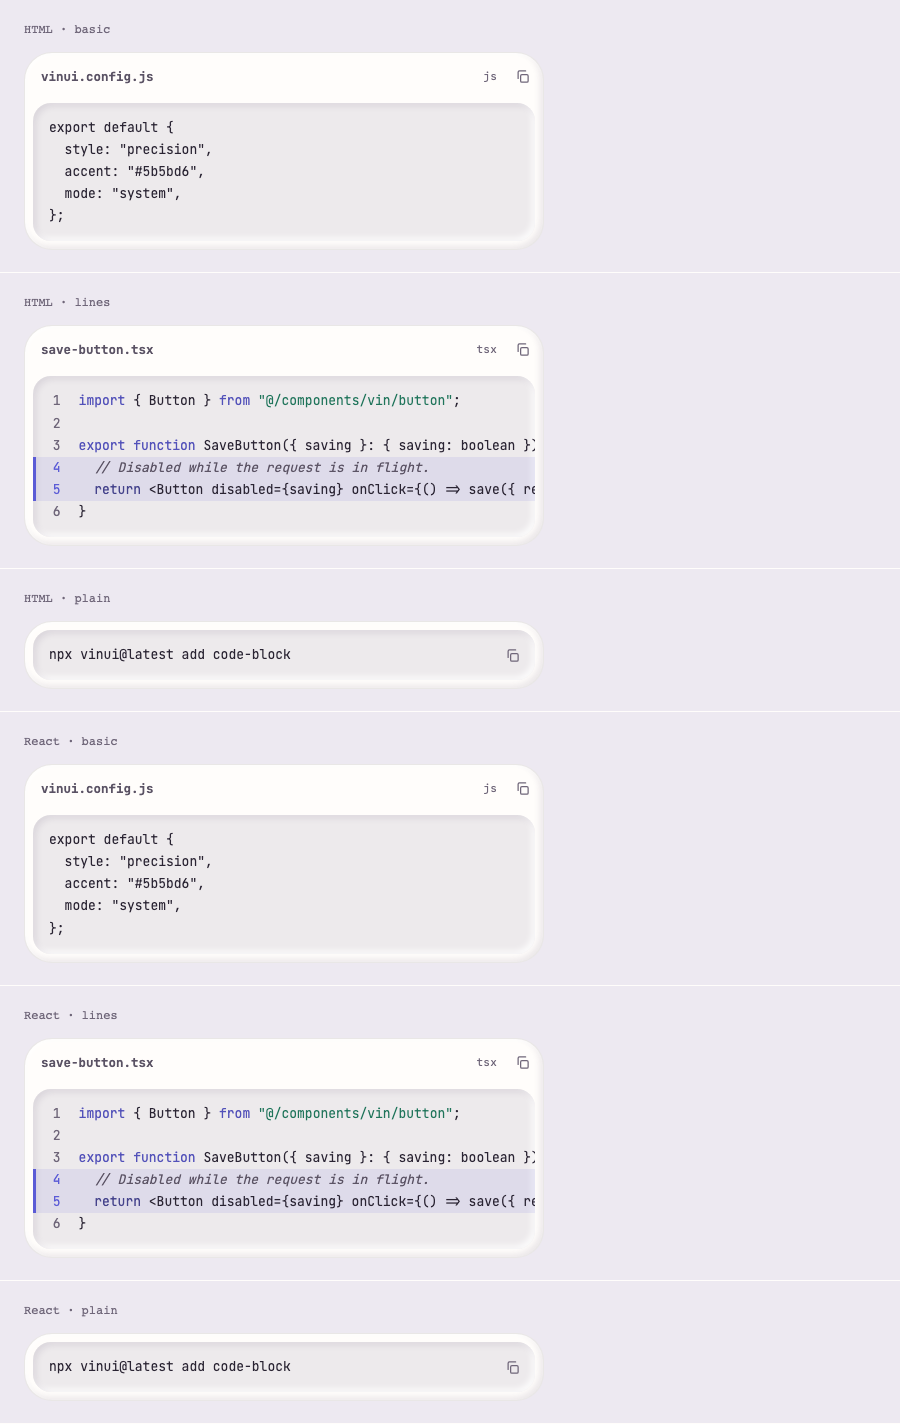 HTML · basic
vinui.config.js js
export default {
  style: "precision",
  accent: "#5b5bd6",
  mode: "system",
};
HTML · lines
save-button.tsx tsx
1 import { Button } from "@/components/vin/button";
2
3 export function SaveButton({ saving }: { saving: boolean })
4   // Disabled while the request is in flight.
5   return <Button disabled={saving} onClick={() => save({ re
6 }
HTML · plain
npx vinui@latest add code-block
React · basic
vinui.config.js js
export default {
  style: "precision",
  accent: "#5b5bd6",
  mode: "system",
};
React · lines
save-button.tsx tsx
1 import { Button } from "@/components/vin/button";
2
3 export function SaveButton({ saving }: { saving: boolean })
4   // Disabled while the request is in flight.
5   return <Button disabled={saving} onClick={() => save({ re
6 }
React · plain
npx vinui@latest add code-block